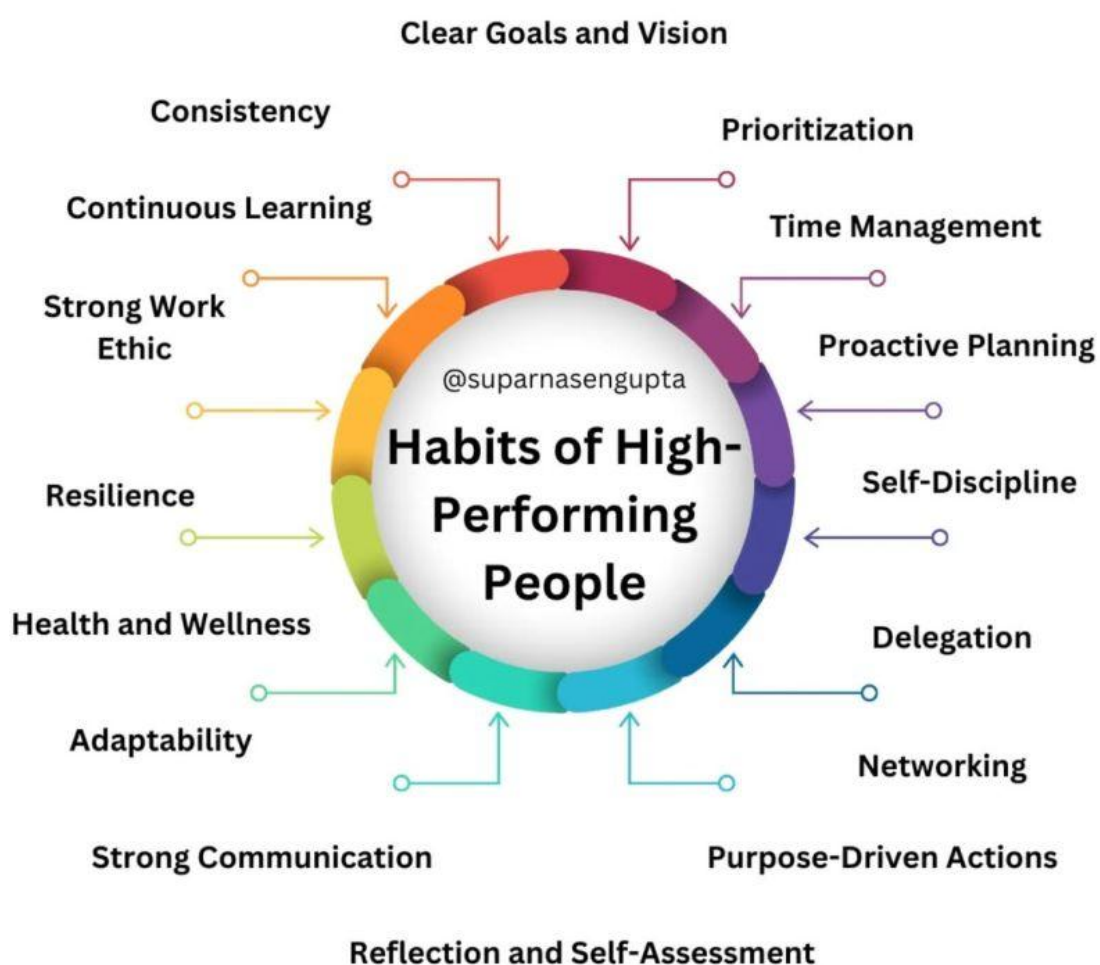 Clear Goals and Vision
Consistency
Prioritization
Continuous Learning
Time Management
Strong Work
Ethic
Proactive Planning
@suparnasengupta
Habits of High-
Performing
People
Resilience
Self-Discipline
Health and Wellness
Delegation
Adaptability
Networking
Strong Communication
Purpose-Driven Actions
Reflection and Self-Assessment